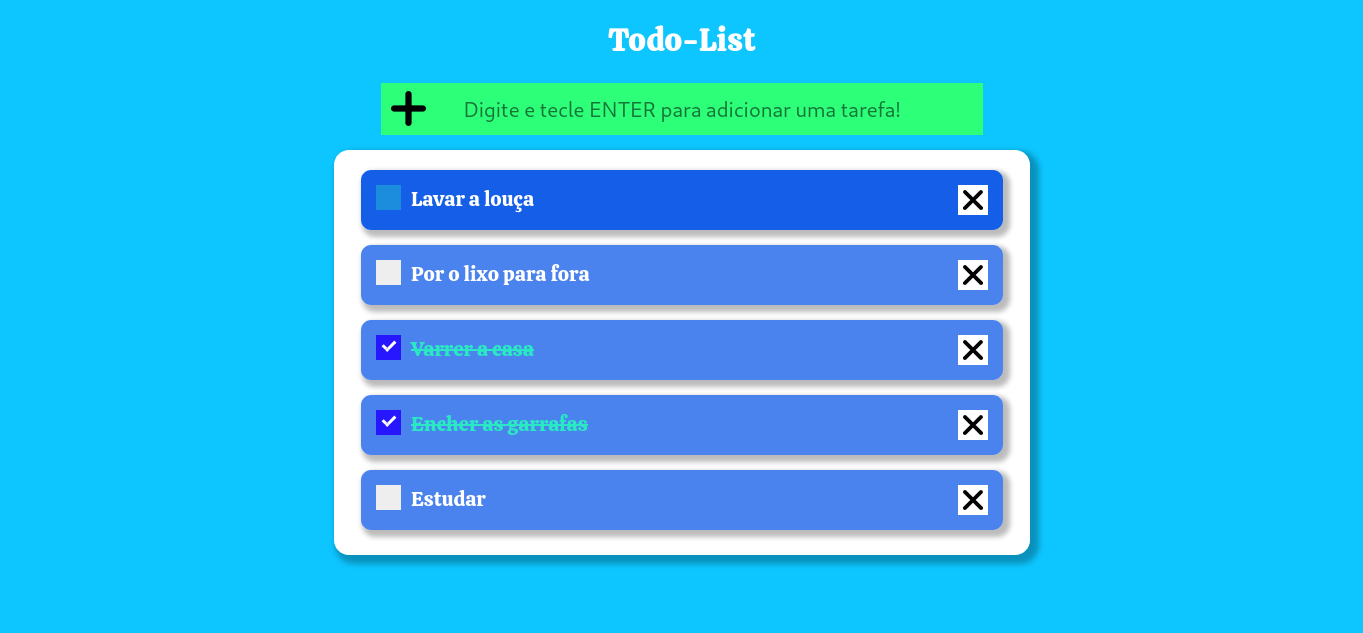 Todo-List
Digite e tecle ENTER para adicionar uma tarefa!
Lavar a louça
Por o lixo para fora
Varrer a casa
Encher as garrafas
Estudar